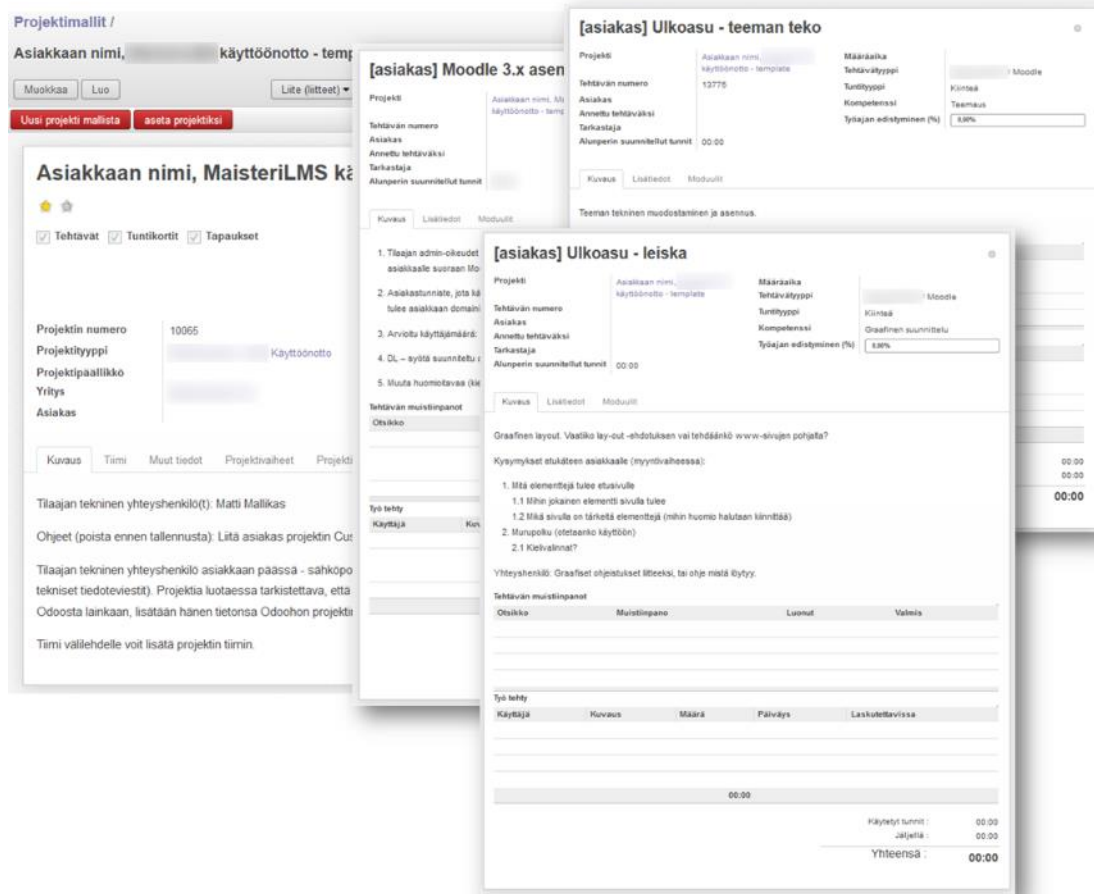 Projektimallit /
Asiakkaan nimi, käyttöönotto - temp
Muokkaa Luo Liite (liitteet)
Uusi projekti mallista aseta projektiksi
Asiakkaan nimi, MaisteriLMS kä
Tehtävät Tuntikortit Tapaukset
Projektin numero 10065
Projektityyppi Käyttöönotto
Projektipäällikkö
Yritys
Asiakas
Kuvaus Tiimi Muut tiedot Projektivaiheet Projekti
Tilaajan tekninen yhteyshenkilö(t): Matti Mallikas
Ohjeet (poista ennen tallennusta): Liitä asiakas projektin Cus
Tilaajan tekninen yhteyshenkilö asiakkaan päässä - sähköpo
tekniset tiedoteviestit). Projektia luotaessa tarkistettava, että
Odoosta lainkaan, lisätään hänen tietonsa Odoohon projektin
Tiimi välilehdelle voit lisätä projektin tiimin.
[asiakas] Moodle 3.x asen
Projekti Asiakkaan nimi, Ma
käyttöönotto - temp
Tehtävän numero
Asiakas
Annettu tehtäväksi
Tarkastaja
Alunperin suunnitellut tunnit
Kuvaus Lisätiedot Moduulit
1. Tilaajan admin-oikeudet
asiakkaalle suoraan Mo
2. Asiakastunniste, jota kä
tulee asiakkaan domaini
3. Arvioitu käyttäjämäärä:
4. DL – syötä suunniteltu
5. Muuta huomioitavaa (kie
Tehtävän muistiinpanot
Otsikko
Työ tehty
Käyttäjä Kuv
[asiakas] Ulkoasu - teeman teko
Projekti Asiakkaan nimi, Määräaika
käyttöönotto - template Tehtävätyyppi / Moodle
Tehtävän numero 13775 Tuntityyppi Kiinteä
Asiakas Kompetenssi Teemaus
Annettu tehtäväksi Työajan edistyminen (%) 0,00%
Tarkastaja
Alunperin suunnitellut tunnit 00:00
Kuvaus Lisätiedot Moduulit
Teeman tekninen muodostaminen ja asennus.
00:00
00:00
00:00
[asiakas] Ulkoasu - leiska
Projekti Asiakkaan nimi, Määräaika
käyttöönotto - template Tehtävätyyppi / Moodle
Tehtävän numero Tuntityyppi Kiinteä
Asiakas Kompetenssi Graafinen suunnittelu
Annettu tehtäväksi Työajan edistyminen (%) 0,00%
Tarkastaja
Alunperin suunnitellut tunnit 00:00
Kuvaus Lisätiedot Moduulit
Graafinen layout. Vaatiiko lay-out -ehdotuksen vai tehdäänkö www-sivujen pohjalta?
Kysymykset etukäteen asiakkaalle (myyntivaiheessa):
1. Mitä elementtejä tulee etusivulle
1.1 Mihin jokainen elementti sivulla tulee
1.2 Mikä sivulla on tärkeitä elementtejä (mihin huomio halutaan kiinnittää)
2. Murupolku (otetaanko käyttöön)
2.1 Kielivalinnat?
Yhteyshenkilö: Graafiset ohjeistukset liitteeksi, tai ohje mistä löytyy.
Tehtävän muistiinpanot
Otsikko Muistiinpano Luonut Valmis
Työ tehty
Käyttäjä Kuvaus Määrä Päiväys Laskutettavissa
00:00
Käytetyt tunnit : 00:00
Jäljellä : 00:00
Yhteensä : 00:00